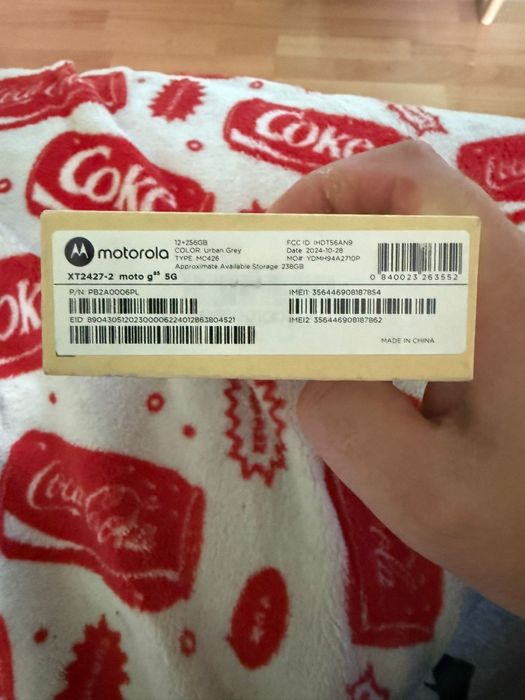 Coca-Cola
Coke
Coke
motorola
12+256GB
COLOR: Urban Grey
TYPE: MC426
Approximate Available Storage: 238GB
FCC ID: IHDT56AN9
Date: 2024-10-28
MO#: YDMH94A2710P
0 840023 263552
XT2427-2 moto g⁸⁵ 5G
P/N: PB2A0006PL
IMEI1: 356446908187854
EID: 89043051202300006224012863804521
IMEI2: 356446908187862
MADE IN CHINA
Coca-Cola